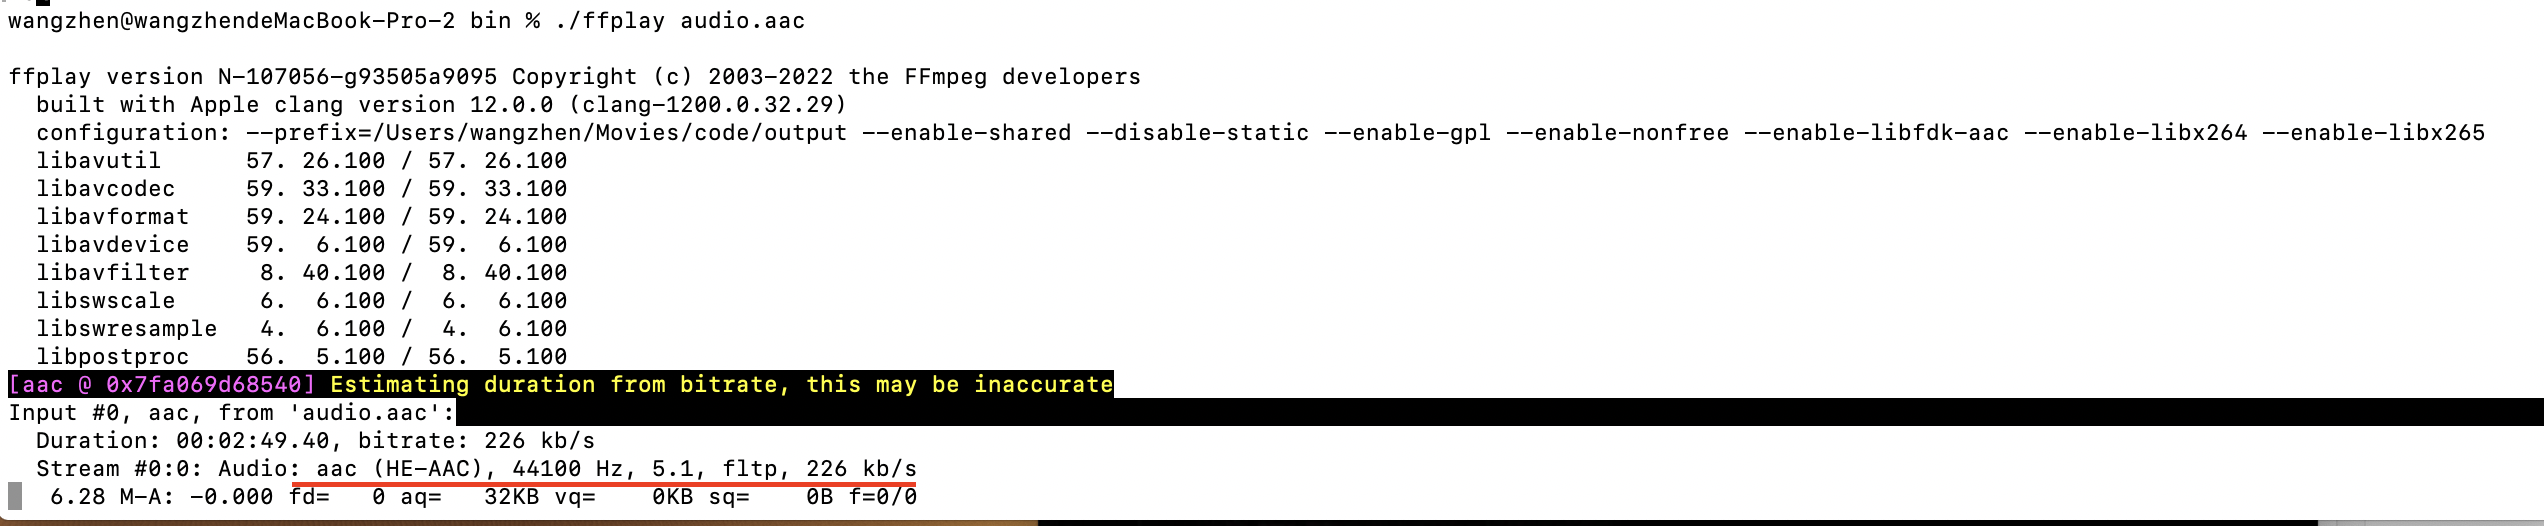 wangzhen@wangzhendeMacBook-Pro-2 bin % ./ffplay audio.aac
ffplay version N-107056-g93505a9095 Copyright (c) 2003-2022 the FFmpeg developers
  built with Apple clang version 12.0.0 (clang-1200.0.32.29)
  configuration: --prefix=/Users/wangzhen/Movies/code/output --enable-shared --disable-static --enable-gpl --enable-nonfree --enable-libfdk-aac --enable-libx264 --enable-libx265
  libavutil      57. 26.100 / 57. 26.100
  libavcodec     59. 33.100 / 59. 33.100
  libavformat    59. 24.100 / 59. 24.100
  libavdevice    59.  6.100 / 59.  6.100
  libavfilter     8. 40.100 /  8. 40.100
  libswscale      6.  6.100 /  6.  6.100
  libswresample   4.  6.100 /  4.  6.100
  libpostproc    56.  5.100 / 56.  5.100
[aac @ 0x7fa069d68540] Estimating duration from bitrate, this may be inaccurate
Input #0, aac, from 'audio.aac':
  Duration: 00:02:49.40, bitrate: 226 kb/s
  Stream #0:0: Audio: aac (HE-AAC), 44100 Hz, 5.1, fltp, 226 kb/s
   6.28 M-A: -0.000 fd=   0 aq=   32KB vq=    0KB sq=    0B f=0/0